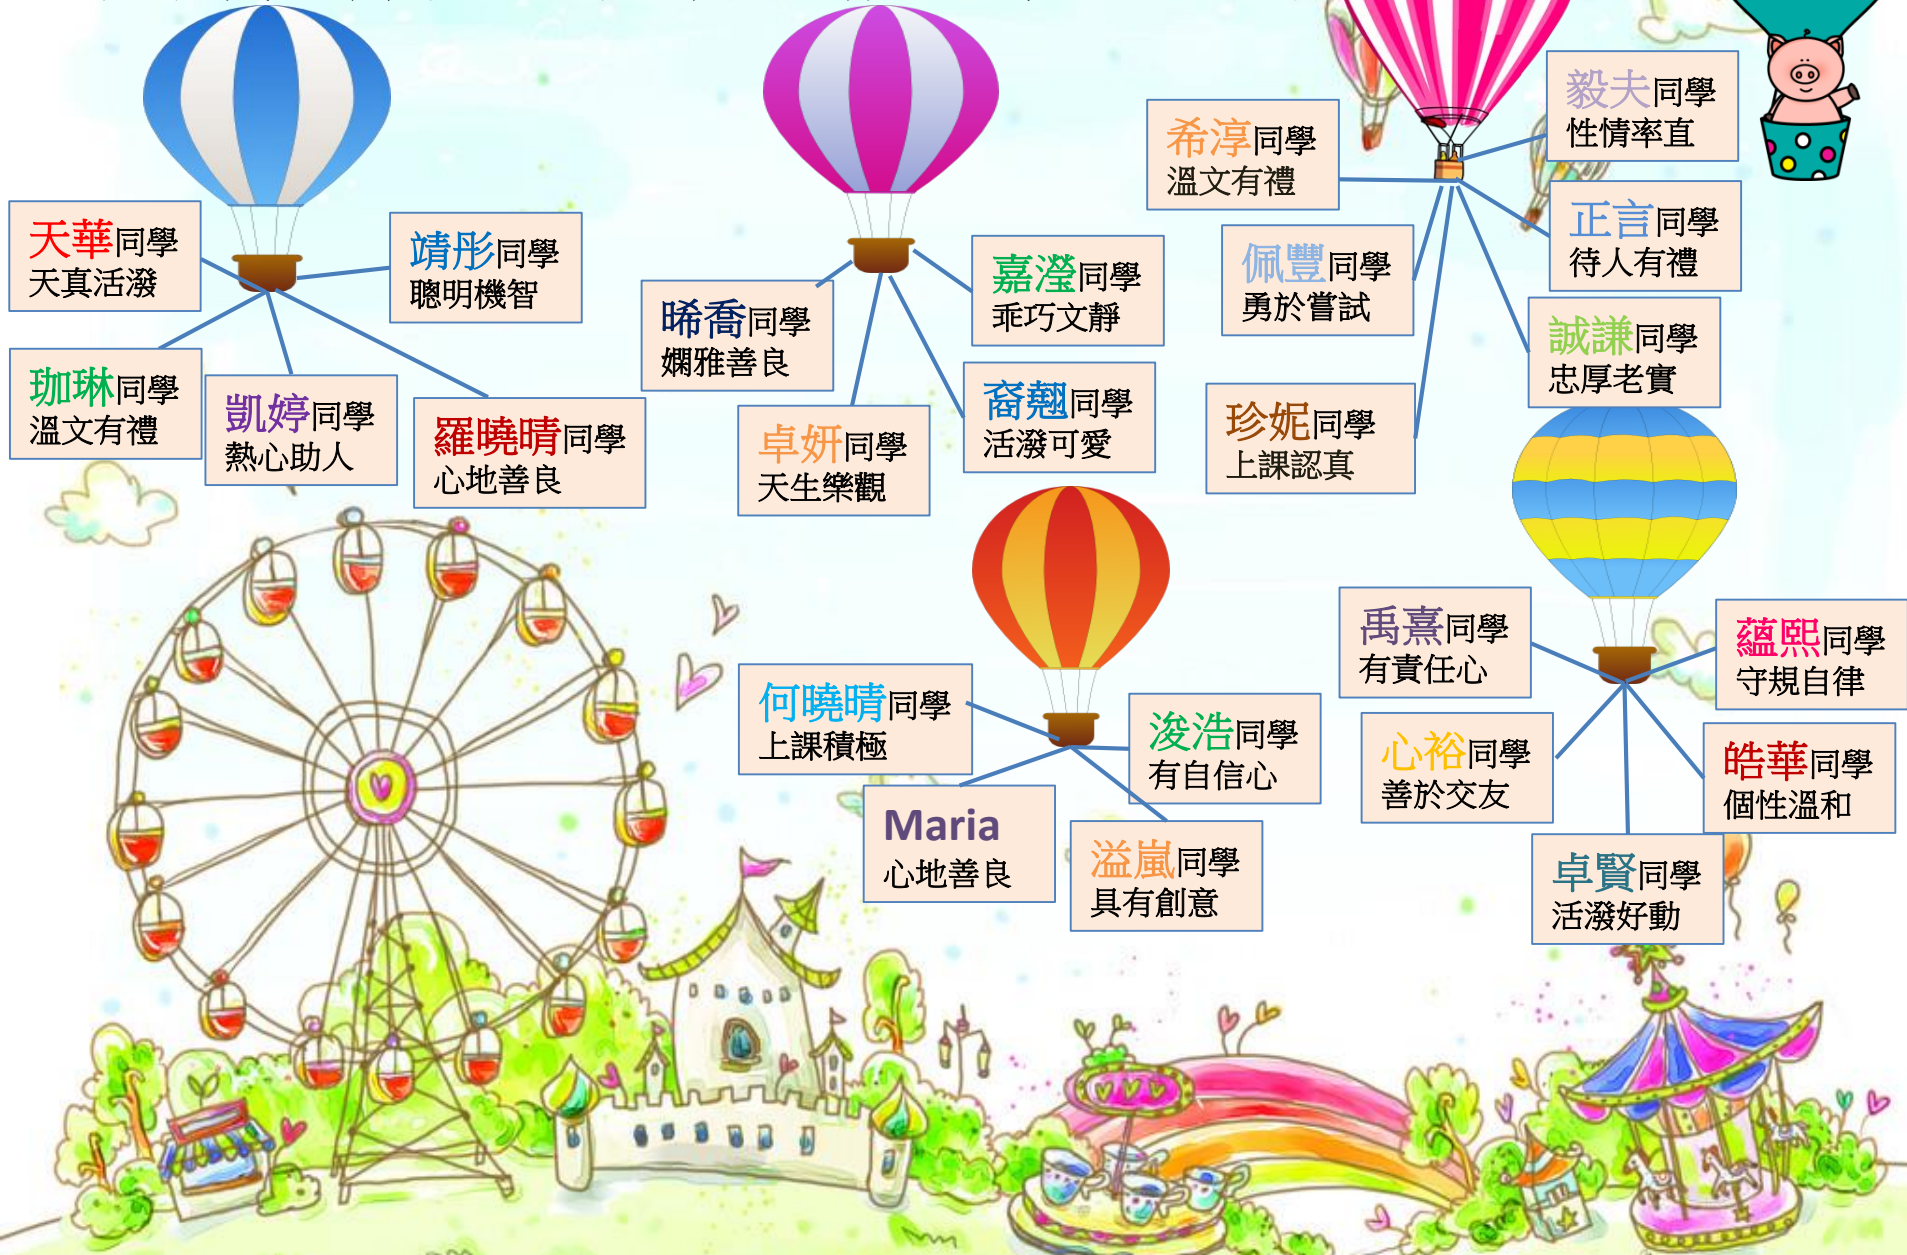 天華同學
天真活潑
靖彤同學
聰明機智
珈琳同學
溫文有禮
凱婷同學
熱心助人
羅曉晴同學
心地善良
晞喬同學
嫻雅善良
嘉瀅同學
乖巧文靜
卓妍同學
天生樂觀
裔翹同學
活潑可愛
希淳同學
溫文有禮
毅夫同學
性情率直
佩豐同學
勇於嘗試
正言同學
待人有禮
誠謙同學
忠厚老實
珍妮同學
上課認真
何曉晴同學
上課積極
浚浩同學
有自信心
Maria
心地善良
溢嵐同學
具有創意
禹熹同學
有責任心
蘊熙同學
守規自律
心裕同學
善於交友
皓華同學
個性溫和
卓賢同學
活潑好動